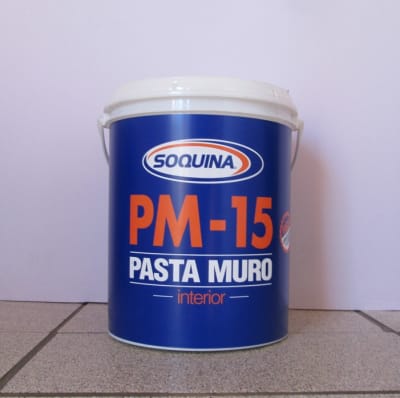 SOQUINA
PM-15
PASTA MURO
interior